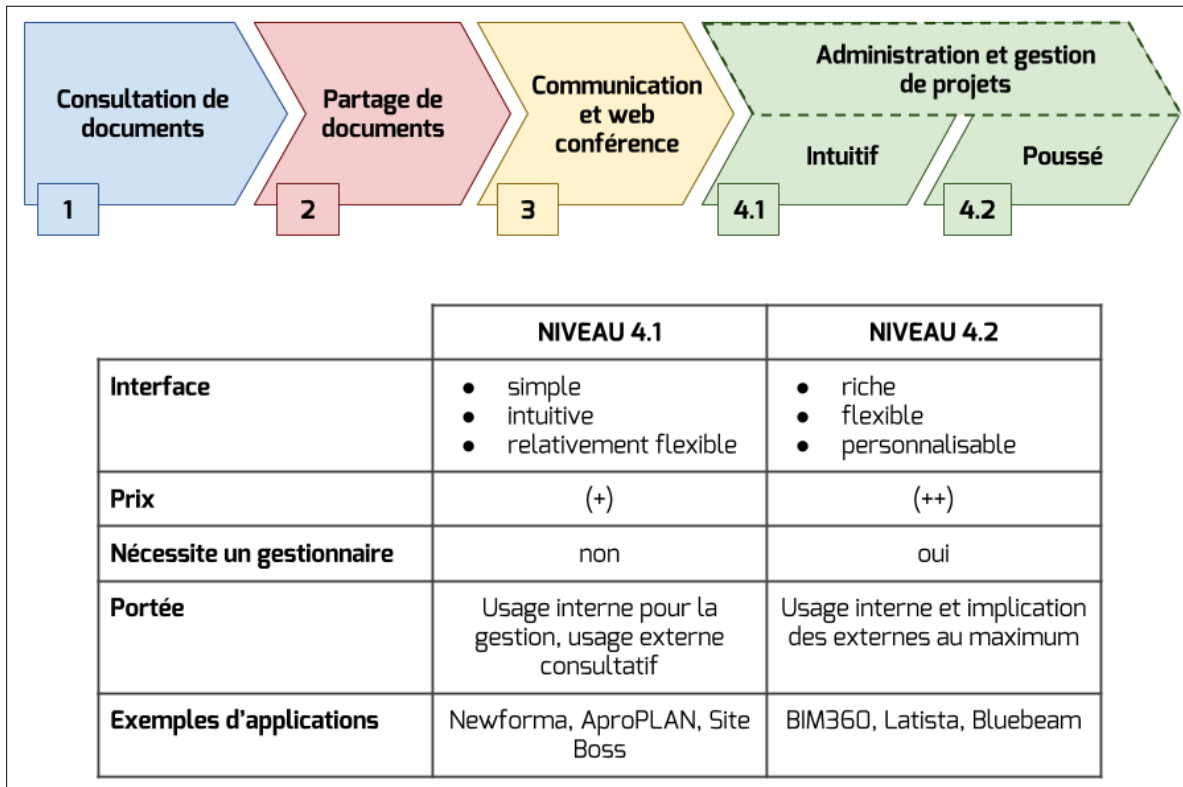 Consultation de
documents
1
Partage de
documents
2
Communication
et web
conférence
3
Administration et gestion
de projets
Intuitif
4.1
Poussé
4.2
NIVEAU 4.1
NIVEAU 4.2
Interface
● simple
● intuitive
● relativement flexible
● riche
● flexible
● personnalisable
Prix
(+)
(++)
Nécessite un gestionnaire
non
oui
Portée
Usage interne pour la
gestion, usage externe
consultatif
Usage interne et implication
des externes au maximum
Exemples d'applications
Newforma, AproPLAN, Site
Boss
BIM360, Latista, Bluebeam